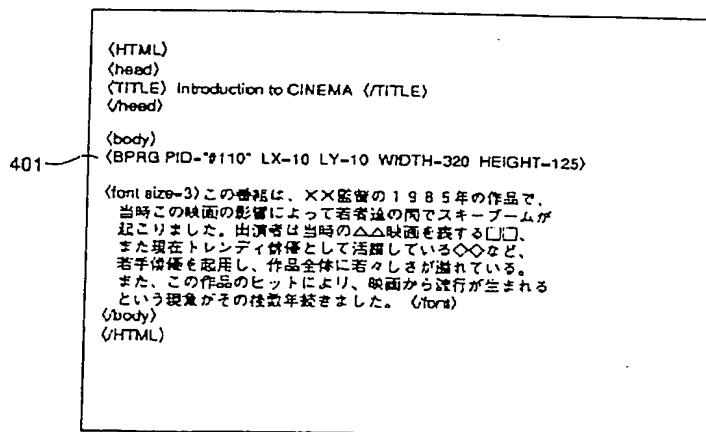 〈HTML〉
〈head〉
〈TITLE〉 Introduction to CINEMA 〈/TITLE〉
〈/head〉
〈body〉
401
〈BPRG PID="#110" LX=10 LY=10 WIDTH=320 HEIGHT=125〉
〈font size=3〉この番組は、××監督の1985年の作品で、
当時この映画の影響によって若者達の間でスキーブームが
起こりました。出演者は当時の△△映画を表する□□、
また現在トレンディ俳優として活躍している◇◇など、
若手俳優を起用し、作品全体に若々しさが溢れている。
また、この作品のヒットにより、映画から流行が生まれる
という現象がその後数年続きました。〈/font〉
〈/body〉
〈/HTML〉